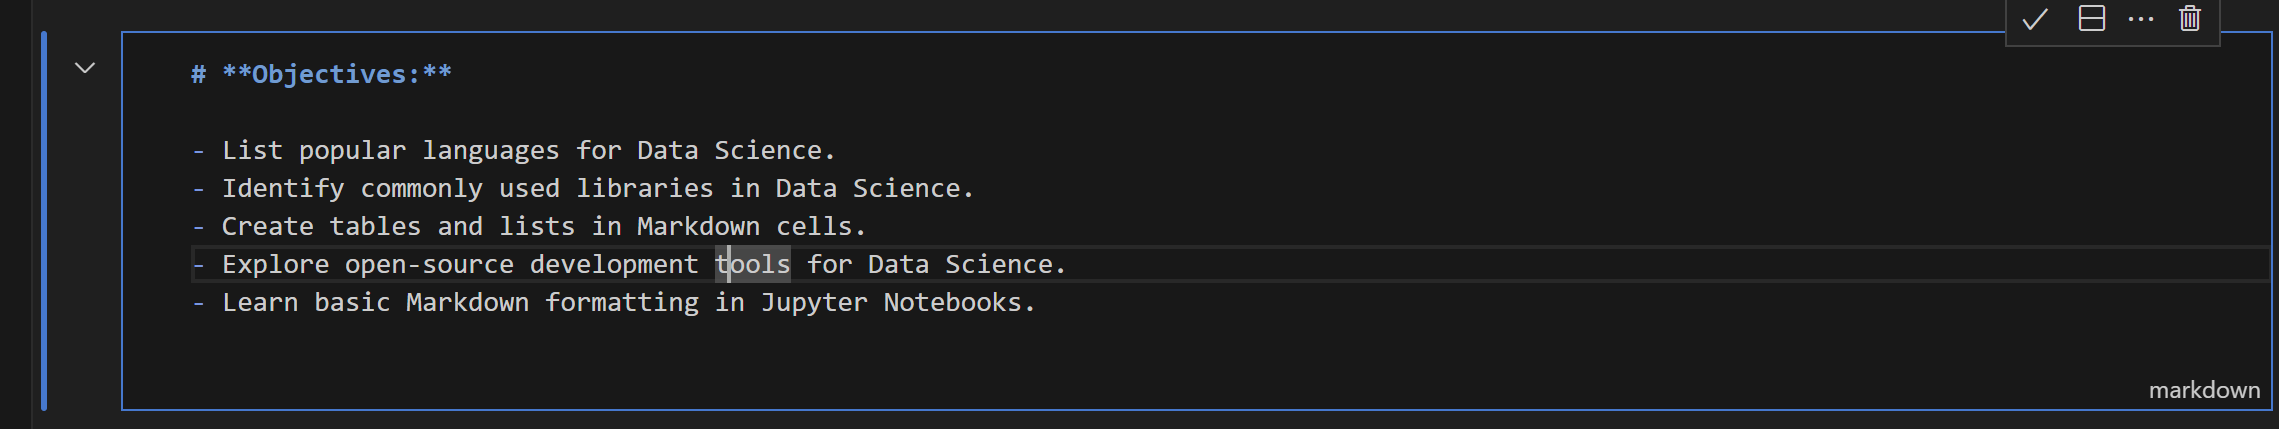 # **Objectives:**
- List popular languages for Data Science.
- Identify commonly used libraries in Data Science.
- Create tables and lists in Markdown cells.
- Explore open-source development tools for Data Science.
- Learn basic Markdown formatting in Jupyter Notebooks.
markdown